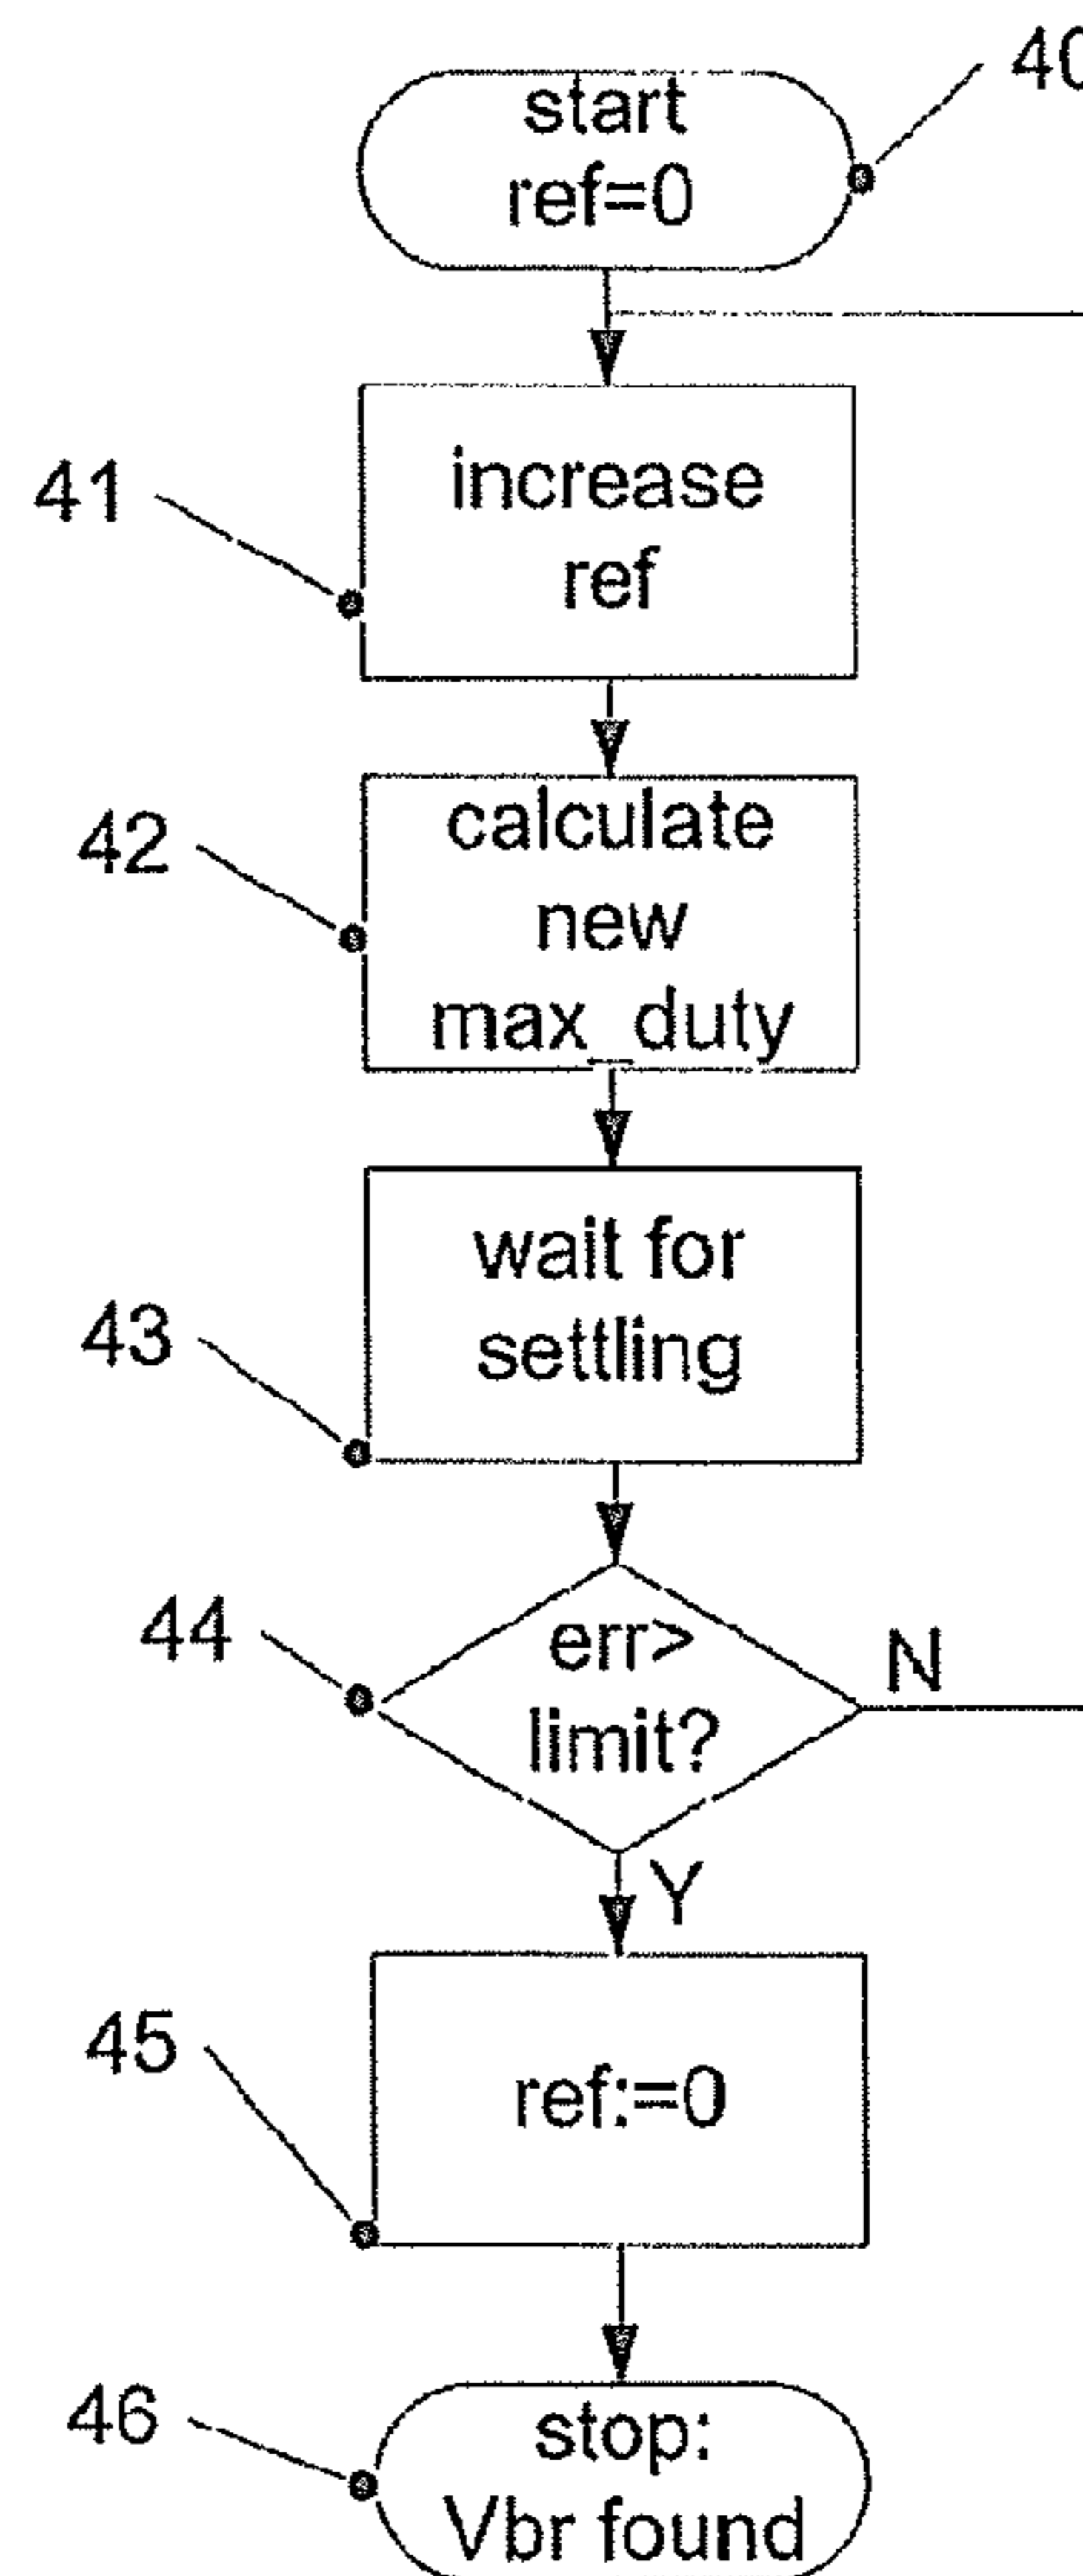 40
start
ref=0
41
increase
ref
42
calculate
new
max_duty
43
wait for
settling
44
err>
limit?
N
Y
45
ref:=0
46
stop:
Vbr found